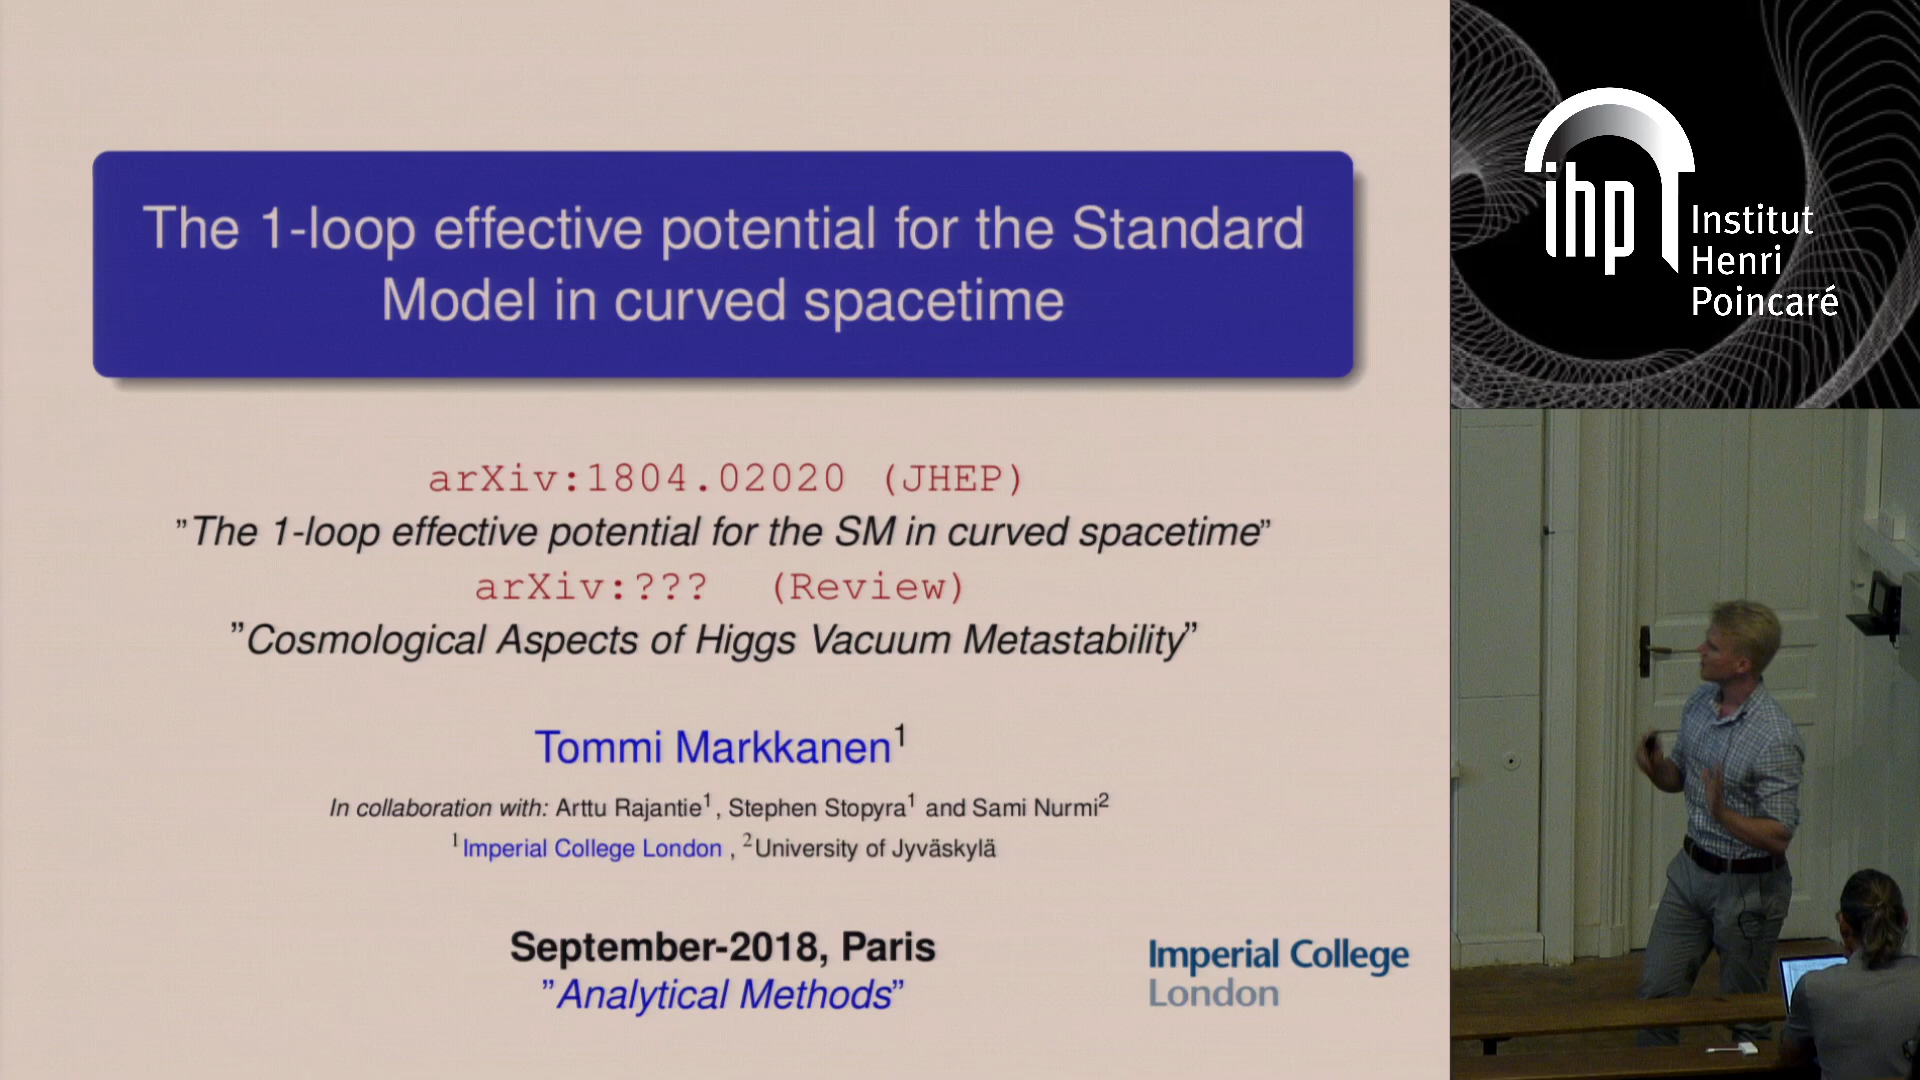 The 1-loop effective potential for the Standard
Model in curved spacetime
arXiv:1804.02020 (JHEP)
”The 1-loop effective potential for the SM in curved spacetime”
arXiv:??? (Review)
”Cosmological Aspects of Higgs Vacuum Metastability”
Tommi Markkanen¹
In collaboration with: Arttu Rajantie¹, Stephen Stopyra¹ and Sami Nurmi²
¹Imperial College London , ²University of Jyväskylä
September-2018, Paris
”Analytical Methods”
Imperial College
London
ihp
Institut
Henri
Poincaré